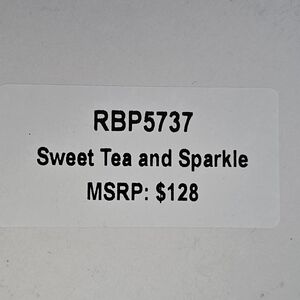 RBP5737
Sweet Tea and Sparkle
MSRP: $128